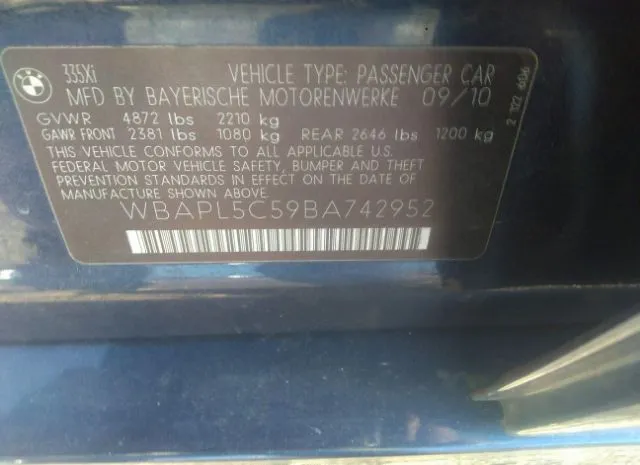 BMW
335Xi
VEHICLE TYPE: PASSENGER CAR
MFD BY BAYERISCHE MOTORENWERKE 09/10
GVWR 4872 lbs 2210 kg
GAWR FRONT 2381 lbs 1080 kg REAR 2646 lbs 1200 kg
THIS VEHICLE CONFORMS TO ALL APPLICABLE U.S.
FEDERAL MOTOR VEHICLE SAFETY, BUMPER AND THEFT
PREVENTION STANDARDS IN EFFECT ON THE DATE OF
MANUFACTURE SHOWN ABOVE.
WBAPL5C59BA742952